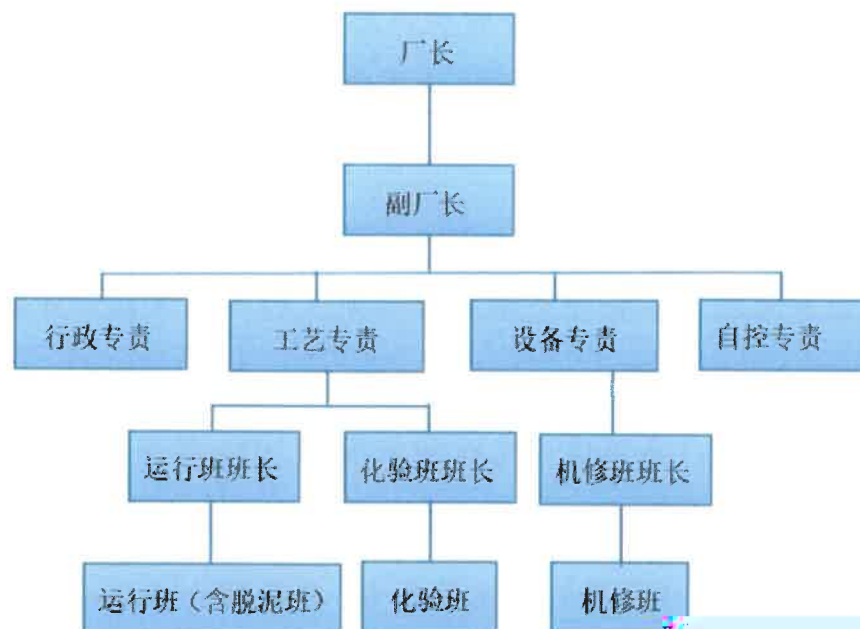 厂长
副厂长
行政专责
工艺专责
设备专责
自控专责
运行班班长
化验班班长
机修班班长
运行班（含脱泥班）
化验班
机修班